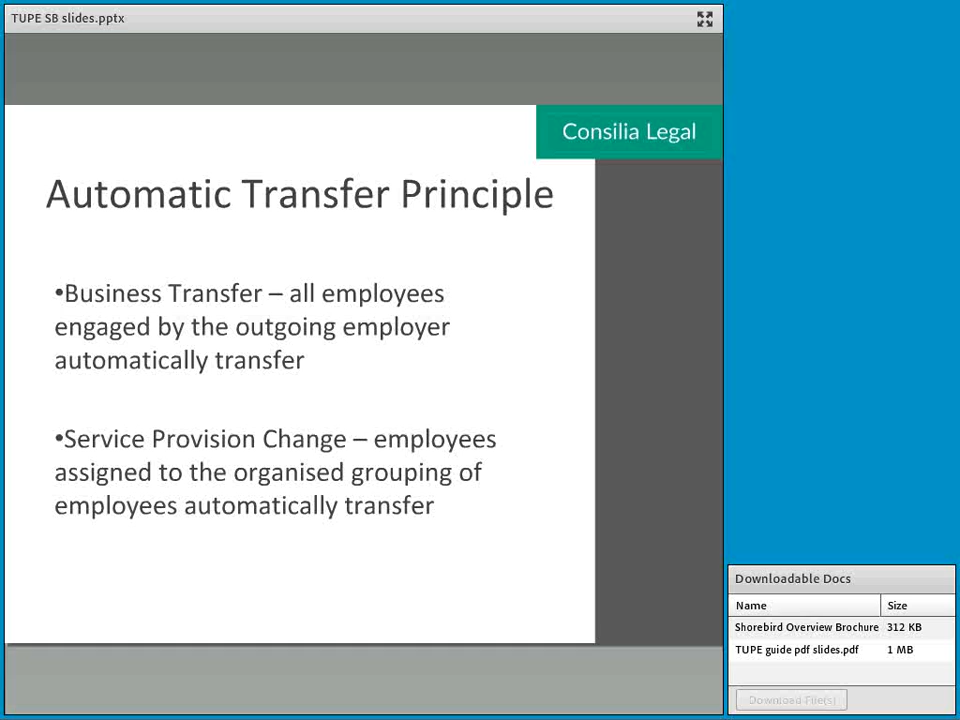 TUPE SB slides.pptx
Consilia Legal
Automatic Transfer Principle
•Business Transfer – all employees
engaged by the outgoing employer
automatically transfer
•Service Provision Change – employees
assigned to the organised grouping of
employees automatically transfer
Downloadable Docs
Name Size
Shorebird Overview Brochure 312 KB
TUPE guide pdf slides.pdf 1 MB
Download File(s)